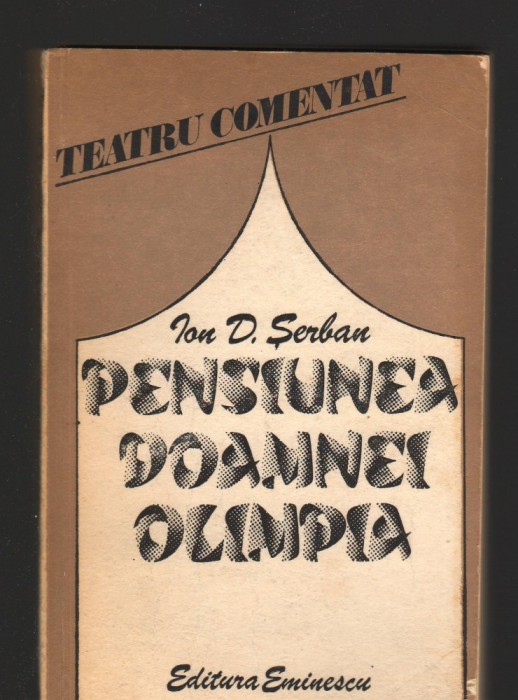 TEATRU COMENTAT
Ion D. Şerban
PENSIUNEA
DOAMNEI
OLIMPIA
Editura Eminescu